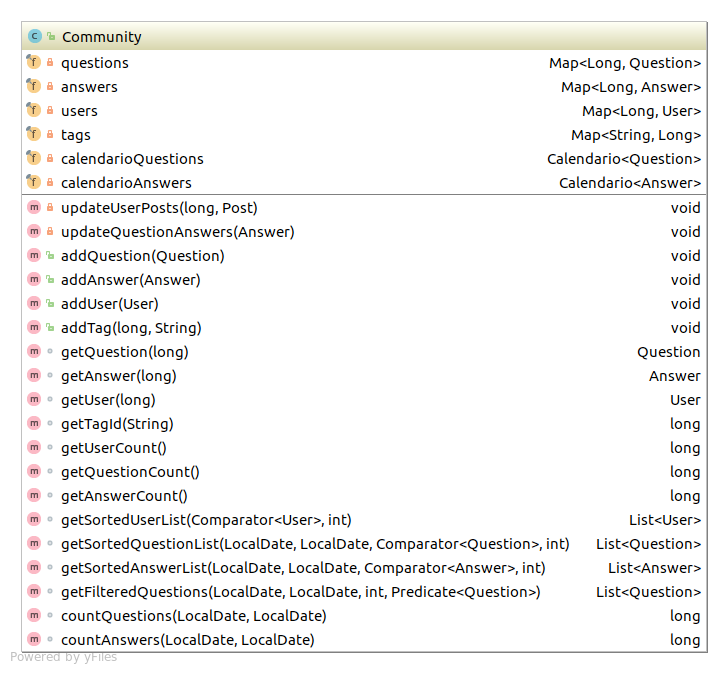 Community
questions Map<Long, Question>
answers Map<Long, Answer>
users Map<Long, User>
tags Map<String, Long>
calendarioQuestions Calendario<Question>
calendarioAnswers Calendario<Answer>
updateUserPosts(long, Post) void
updateQuestionAnswers(Answer) void
addQuestion(Question) void
addAnswer(Answer) void
addUser(User) void
addTag(long, String) void
getQuestion(long) Question
getAnswer(long) Answer
getUser(long) User
getTagId(String) long
getUserCount() long
getQuestionCount() long
getAnswerCount() long
getSortedUserList(Comparator<User>, int) List<User>
getSortedQuestionList(LocalDate, LocalDate, Comparator<Question>, int) List<Question>
getSortedAnswerList(LocalDate, LocalDate, Comparator<Answer>, int) List<Answer>
getFilteredQuestions(LocalDate, LocalDate, int, Predicate<Question>) List<Question>
countQuestions(LocalDate, LocalDate) long
countAnswers(LocalDate, LocalDate) long
Powered by yFiles